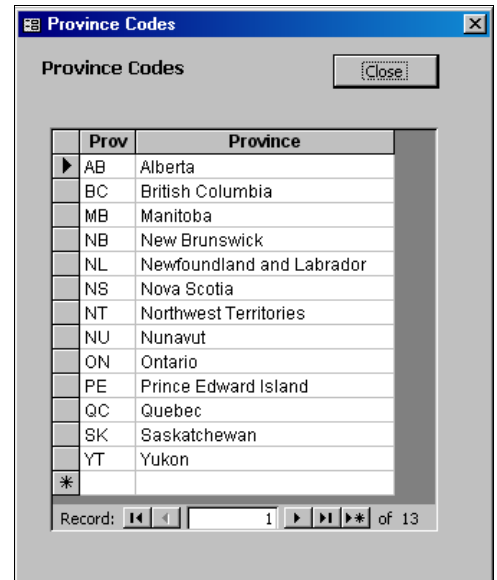 Province Codes
Province Codes Close
Prov Province
AB Alberta
BC British Columbia
MB Manitoba
NB New Brunswick
NL Newfoundland and Labrador
NS Nova Scotia
NT Northwest Territories
NU Nunavut
ON Ontario
PE Prince Edward Island
QC Quebec
SK Saskatchewan
YT Yukon
Record: 1 of 13